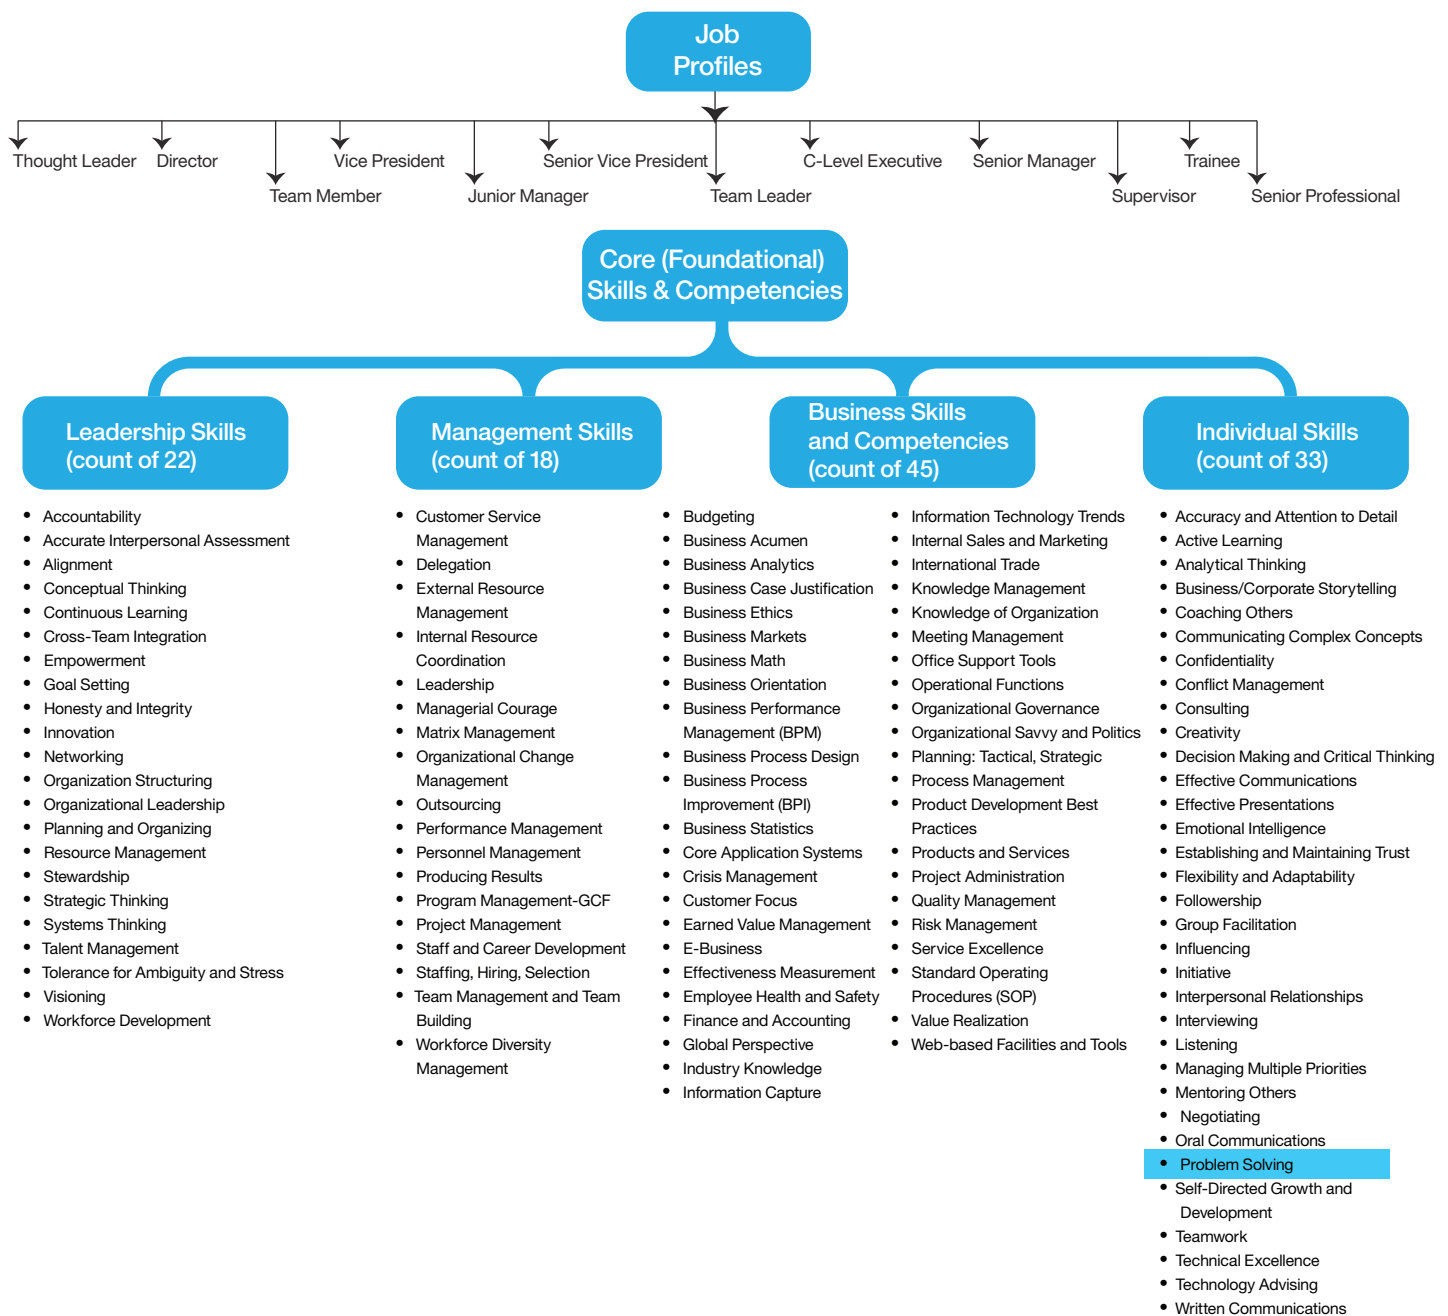 Job
Profiles
Thought Leader
Director
Vice President
Senior Vice President
C-Level Executive
Senior Manager
Trainee
Team Member
Junior Manager
Team Leader
Supervisor
Senior Professional
Core (Foundational)
Skills & Competencies
Leadership Skills
(count of 22)
• Accountability
• Accurate Interpersonal Assessment
• Alignment
• Conceptual Thinking
• Continuous Learning
• Cross-Team Integration
• Empowerment
• Goal Setting
• Honesty and Integrity
• Innovation
• Networking
• Organization Structuring
• Organizational Leadership
• Planning and Organizing
• Resource Management
• Stewardship
• Strategic Thinking
• Systems Thinking
• Talent Management
• Tolerance for Ambiguity and Stress
• Visioning
• Workforce Development
Management Skills
(count of 18)
• Customer Service
Management
• Delegation
• External Resource
Management
• Internal Resource
Coordination
• Leadership
• Managerial Courage
• Matrix Management
• Organizational Change
Management
• Outsourcing
• Performance Management
• Personnel Management
• Producing Results
• Program Management-GCF
• Project Management
• Staff and Career Development
• Staffing, Hiring, Selection
• Team Management and Team
Building
• Workforce Diversity
Management
Business Skills
and Competencies
(count of 45)
• Budgeting
• Business Acumen
• Business Analytics
• Business Case Justification
• Business Ethics
• Business Markets
• Business Math
• Business Orientation
• Business Performance
Management (BPM)
• Business Process Design
• Business Process
Improvement (BPI)
• Business Statistics
• Core Application Systems
• Crisis Management
• Customer Focus
• Earned Value Management
• E-Business
• Effectiveness Measurement
• Employee Health and Safety
• Finance and Accounting
• Global Perspective
• Industry Knowledge
• Information Capture
• Information Technology Trends
• Internal Sales and Marketing
• International Trade
• Knowledge Management
• Knowledge of Organization
• Meeting Management
• Office Support Tools
• Operational Functions
• Organizational Governance
• Organizational Savvy and Politics
• Planning: Tactical, Strategic
• Process Management
• Product Development Best
Practices
• Products and Services
• Project Administration
• Quality Management
• Risk Management
• Service Excellence
• Standard Operating
Procedures (SOP)
• Value Realization
• Web-based Facilities and Tools
Individual Skills
(count of 33)
• Accuracy and Attention to Detail
• Active Learning
• Analytical Thinking
• Business/Corporate Storytelling
• Coaching Others
• Communicating Complex Concepts
• Confidentiality
• Conflict Management
• Consulting
• Creativity
• Decision Making and Critical Thinking
• Effective Communications
• Effective Presentations
• Emotional Intelligence
• Establishing and Maintaining Trust
• Flexibility and Adaptability
• Followership
• Group Facilitation
• Influencing
• Initiative
• Interpersonal Relationships
• Interviewing
• Listening
• Managing Multiple Priorities
• Mentoring Others
• Negotiating
• Oral Communications
• Problem Solving
• Self-Directed Growth and
Development
• Teamwork
• Technical Excellence
• Technology Advising
• Written Communications